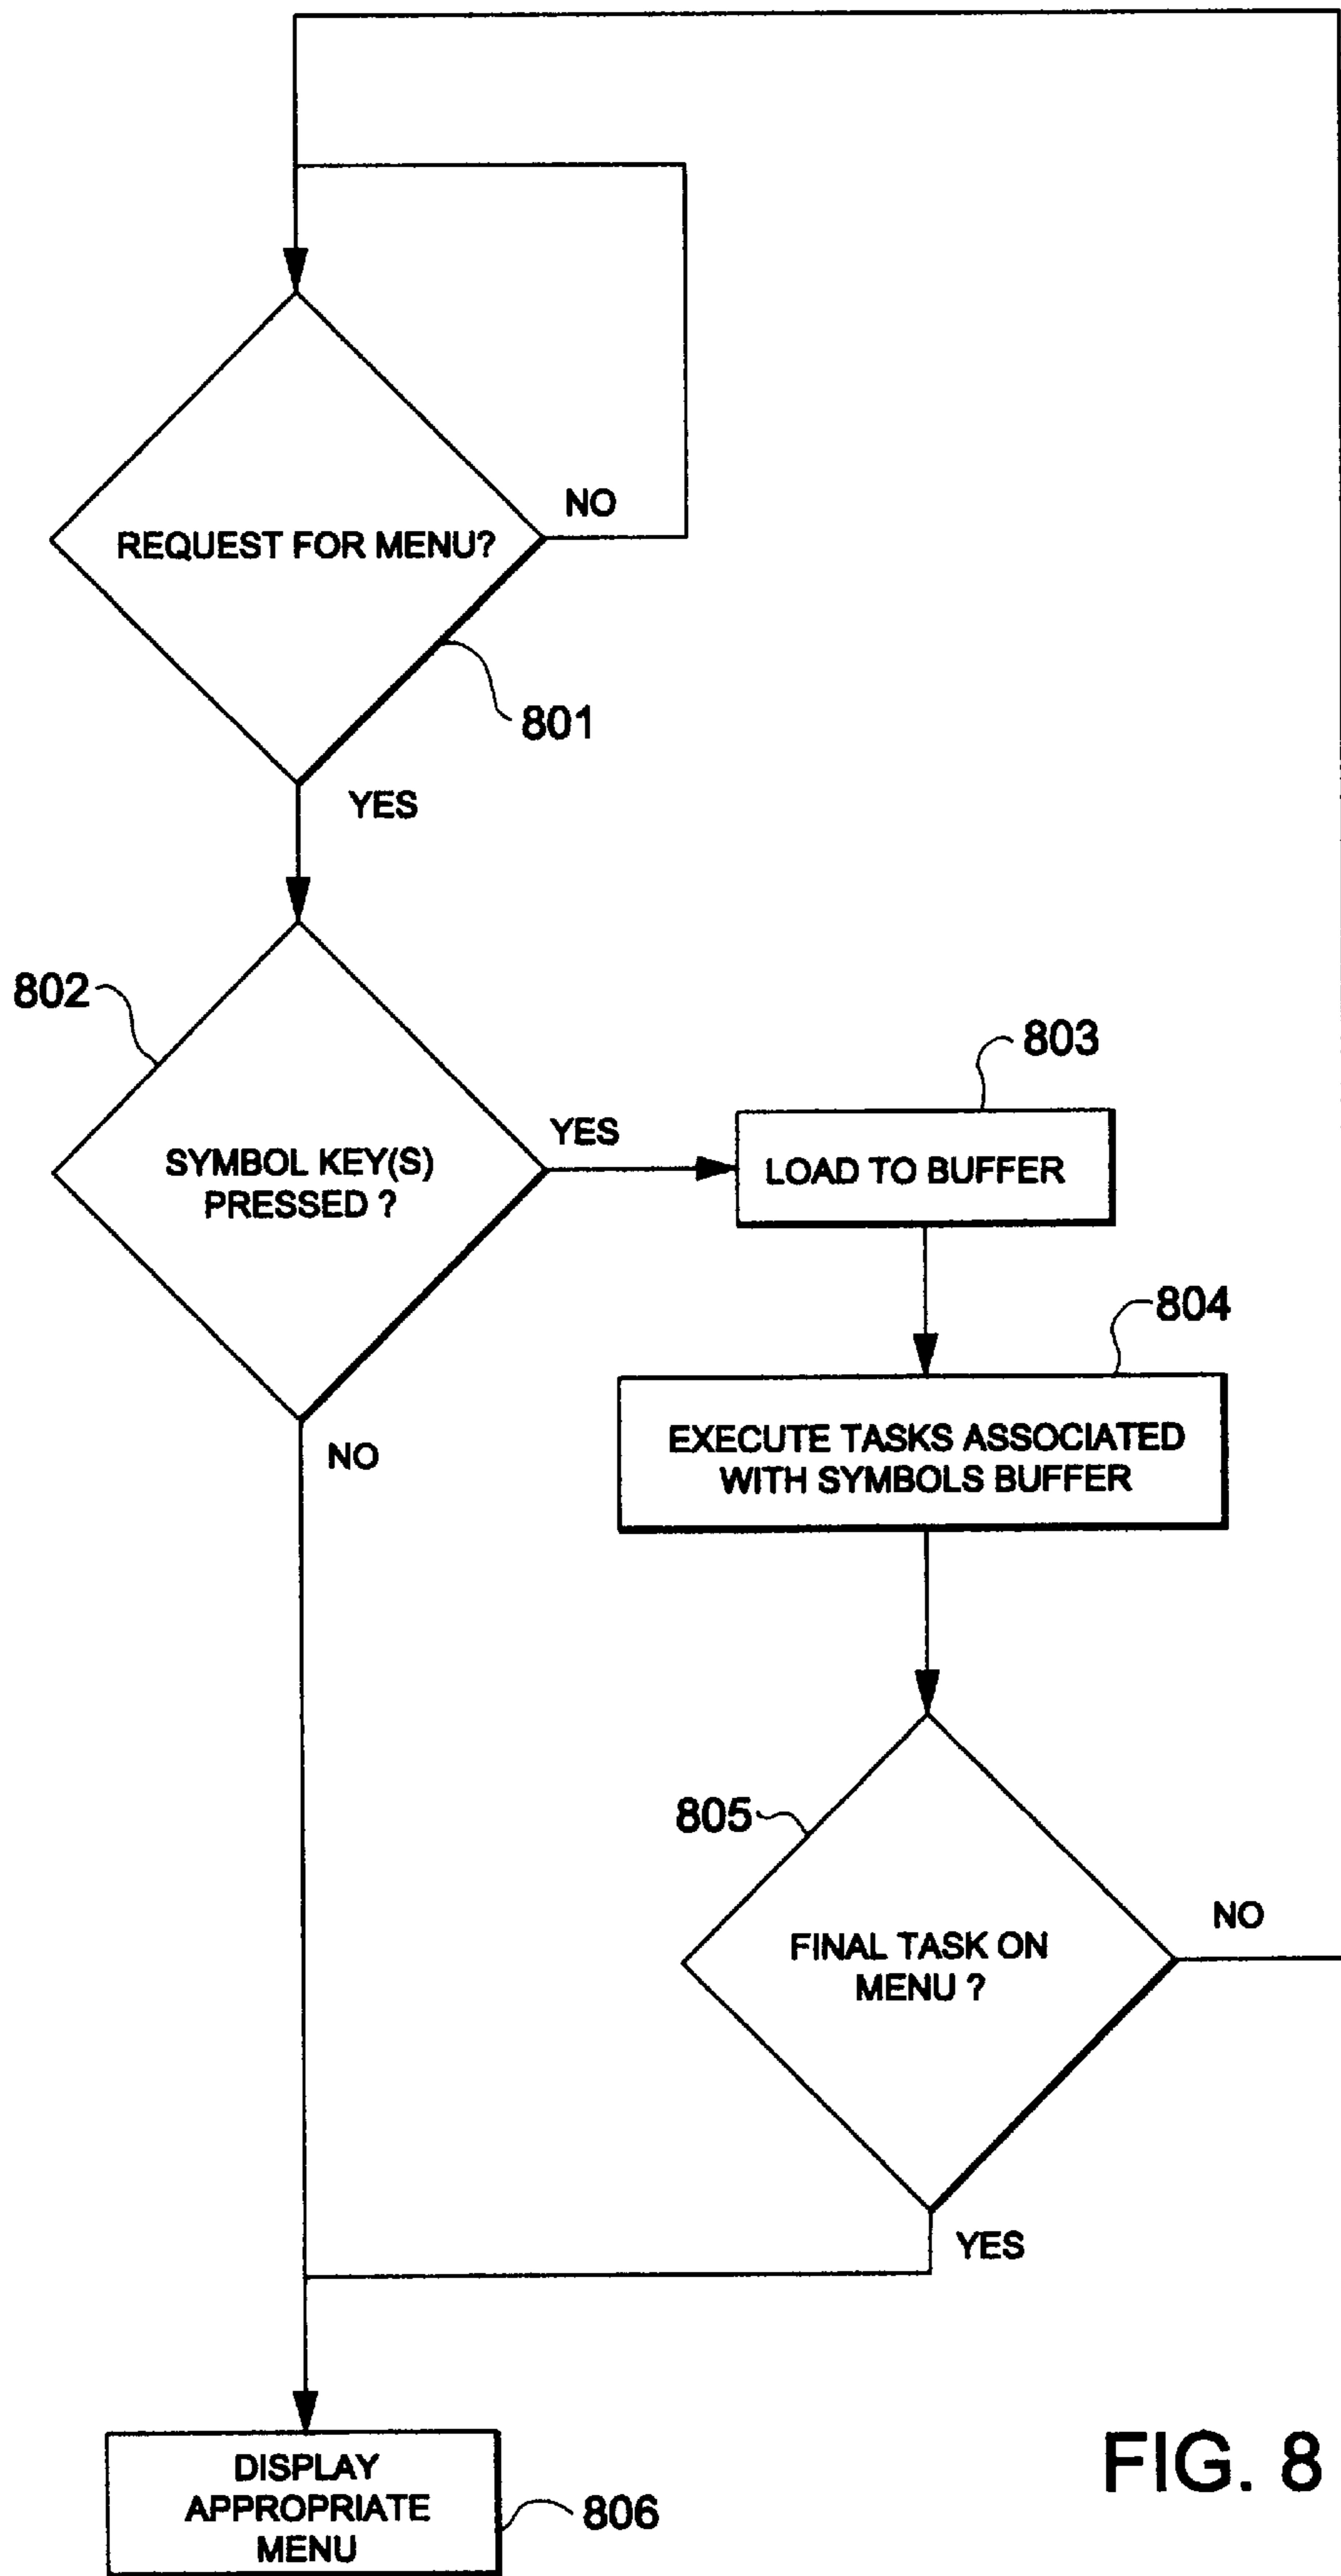 NO
REQUEST FOR MENU?
801
YES
802
803
YES
SYMBOL KEY(S)
PRESSED ?
LOAD TO BUFFER
804
NO
EXECUTE TASKS ASSOCIATED
WITH SYMBOLS BUFFER
805
NO
FINAL TASK ON
MENU ?
YES
DISPLAY
APPROPRIATE
MENU
806
FIG. 8